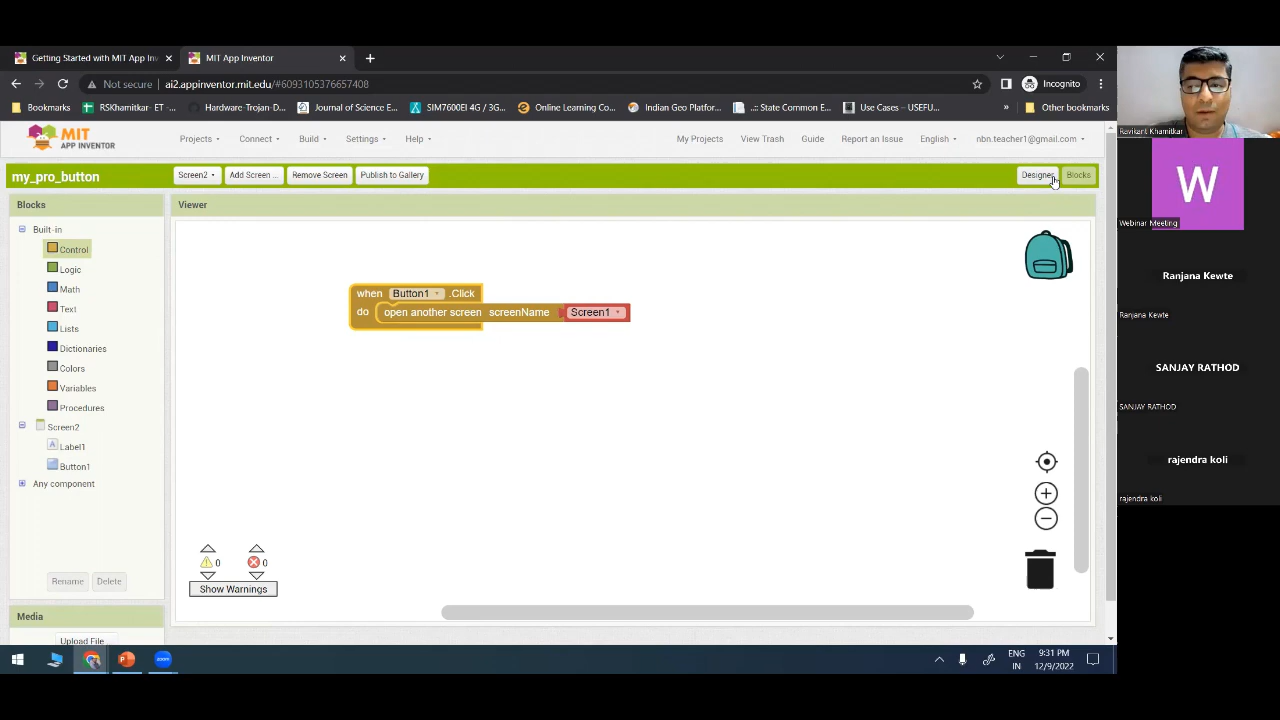 Getting Started with MIT App Inv
MIT App Inventor
Not secure
ai2.appinventor.mit.edu/#6093105376657408
Incognito
Bookmarks
RSKhamitkar- ET -...
Hardware-Trojan-D...
Journal of Science E...
SIM7600E 4G / 3G...
Online Learning Co...
Indian Geo Platfor...
..: State Common E...
Use Cases – USEFU...
»
Other bookmarks
MIT
APP INVENTOR
Projects
Connect
Build
Settings
Help
My Projects
View Trash
Guide
Report an Issue
English
nbn.teacher1@gmail.com
my_pro_button
Screen2
Add Screen ...
Remove Screen
Publish to Gallery
Designer
Blocks
Blocks
Viewer
Built-in
Control
Logic
Math
Text
Lists
Dictionaries
Colors
Variables
Procedures
Screen2
A
Label1
Button1
Any component
Rename
Delete
Media
Upload File
when Button1 .Click
do open another screen screenName Screen1
0
0
Show Warnings
ENG
IN
9:31 PM
12/9/2022
Ravikant Khamitkar
W
Webinar Meeting
Ranjana Kewte
Ranjana Kewte
SANJAY RATHOD
SANJAY RATHOD
rajendra koli
rajendra koli